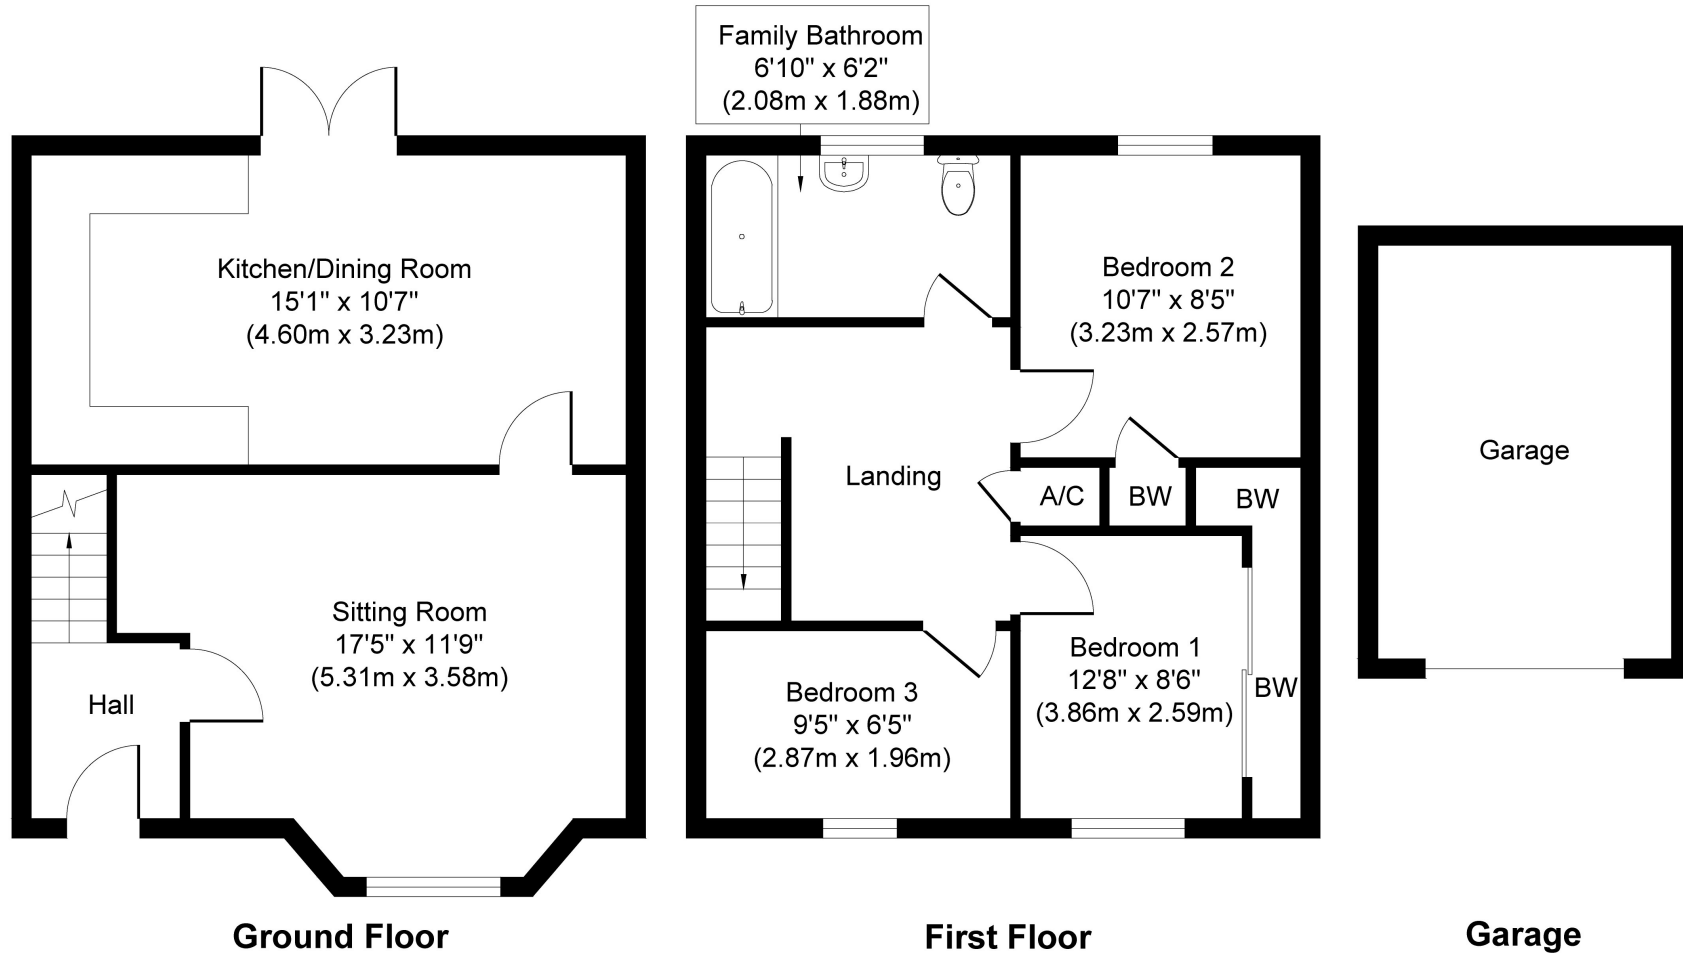 Family Bathroom
6'10" x 6'2"
(2.08m x 1.88m)
Kitchen/Dining Room
15'1" x 10'7"
(4.60m x 3.23m)
Sitting Room
17'5" x 11'9"
(5.31m x 3.58m)
Hall
Ground Floor
Bedroom 2
10'7" x 8'5"
(3.23m x 2.57m)
Landing
A/C
BW
BW
Bedroom 1
12'8" x 8'6"
(3.86m x 2.59m)
BW
Bedroom 3
9'5" x 6'5"
(2.87m x 1.96m)
First Floor
Garage
Garage